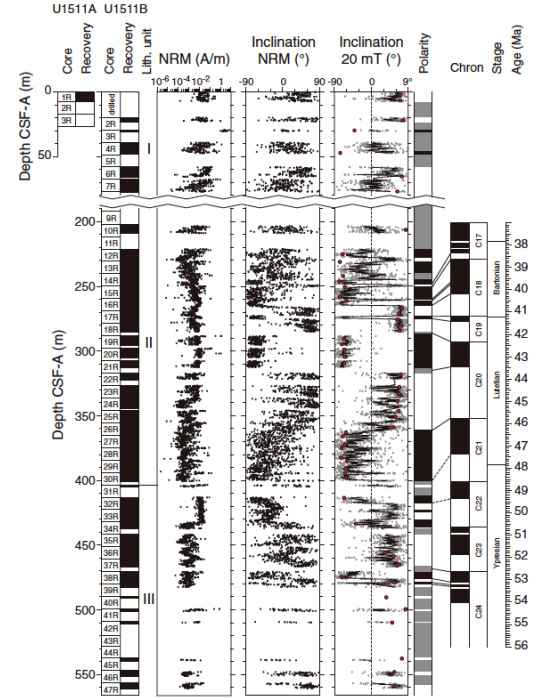 U1511A U1511B
Core
Recovery
Core
Recovery
Lith. unit
NRM (A/m)
Inclination
NRM (°)
Inclination
20 mT (°)
Polarity
Chron
Stage
Age (Ma)
10-6 10-4 10-2 1
-90 0 90
-90 0 9°
Depth CSF-A (m)
0
50
1R
2R
3R
drilled
2R
3R
4R
5R
6R
7R
I
Depth CSF-A (m)
200
250
300
350
400
450
500
550
9R
10R
11R
12R
13R
14R
15R
16R
17R
18R
19R
20R
21R
22R
23R
24R
25R
26R
27R
28R
29R
30R
31R
32R
33R
34R
35R
36R
37R
38R
39R
40R
41R
42R
43R
44R
45R
46R
47R
II
III
C17
C18
C19
C20
C21
C22
C23
C24
Bartonian
Lutetian
Ypresian
38
39
40
41
42
43
44
45
46
47
48
49
50
51
52
53
54
55
56